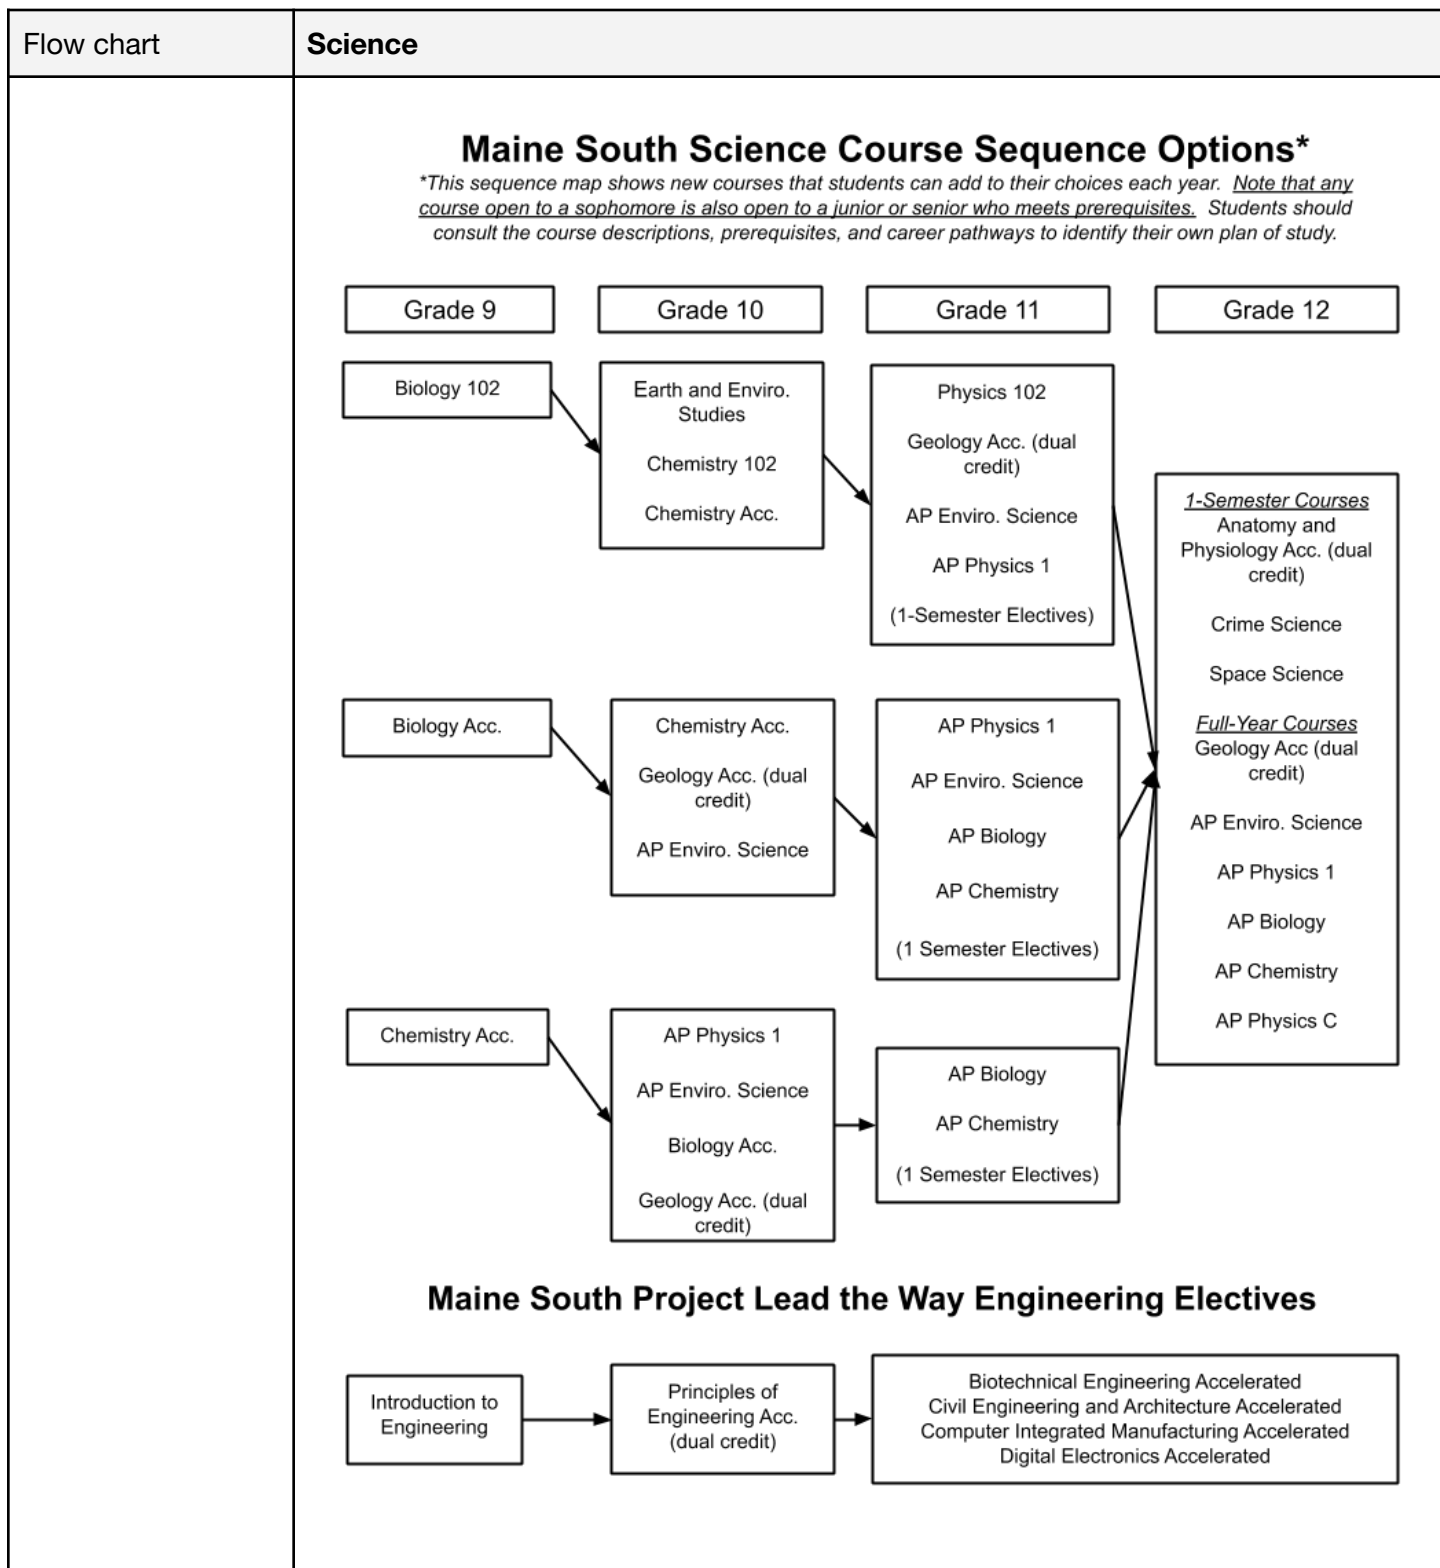 Flow chart
Science
Maine South Science Course Sequence Options*
*This sequence map shows new courses that students can add to their choices each year. Note that any
course open to a sophomore is also open to a junior or senior who meets prerequisites. Students should
consult the course descriptions, prerequisites, and career pathways to identify their own plan of study.
Grade 9
Grade 10
Grade 11
Grade 12
Biology 102
Earth and Enviro.
Studies
Chemistry 102
Chemistry Acc.
Physics 102
Geology Acc. (dual
credit)
AP Enviro. Science
AP Physics 1
(1-Semester Electives)
1-Semester Courses
Anatomy and
Physiology Acc. (dual
credit)
Crime Science
Space Science
Full-Year Courses
Geology Acc (dual
credit)
AP Enviro. Science
AP Physics 1
AP Biology
AP Chemistry
AP Physics C
Biology Acc.
Chemistry Acc.
Geology Acc. (dual
credit)
AP Enviro. Science
AP Physics 1
AP Enviro. Science
AP Biology
AP Chemistry
(1 Semester Electives)
Chemistry Acc.
AP Physics 1
AP Enviro. Science
Biology Acc.
Geology Acc. (dual
credit)
AP Biology
AP Chemistry
(1 Semester Electives)
Maine South Project Lead the Way Engineering Electives
Introduction to
Engineering
Principles of
Engineering Acc.
(dual credit)
Biotechnical Engineering Accelerated
Civil Engineering and Architecture Accelerated
Computer Integrated Manufacturing Accelerated
Digital Electronics Accelerated